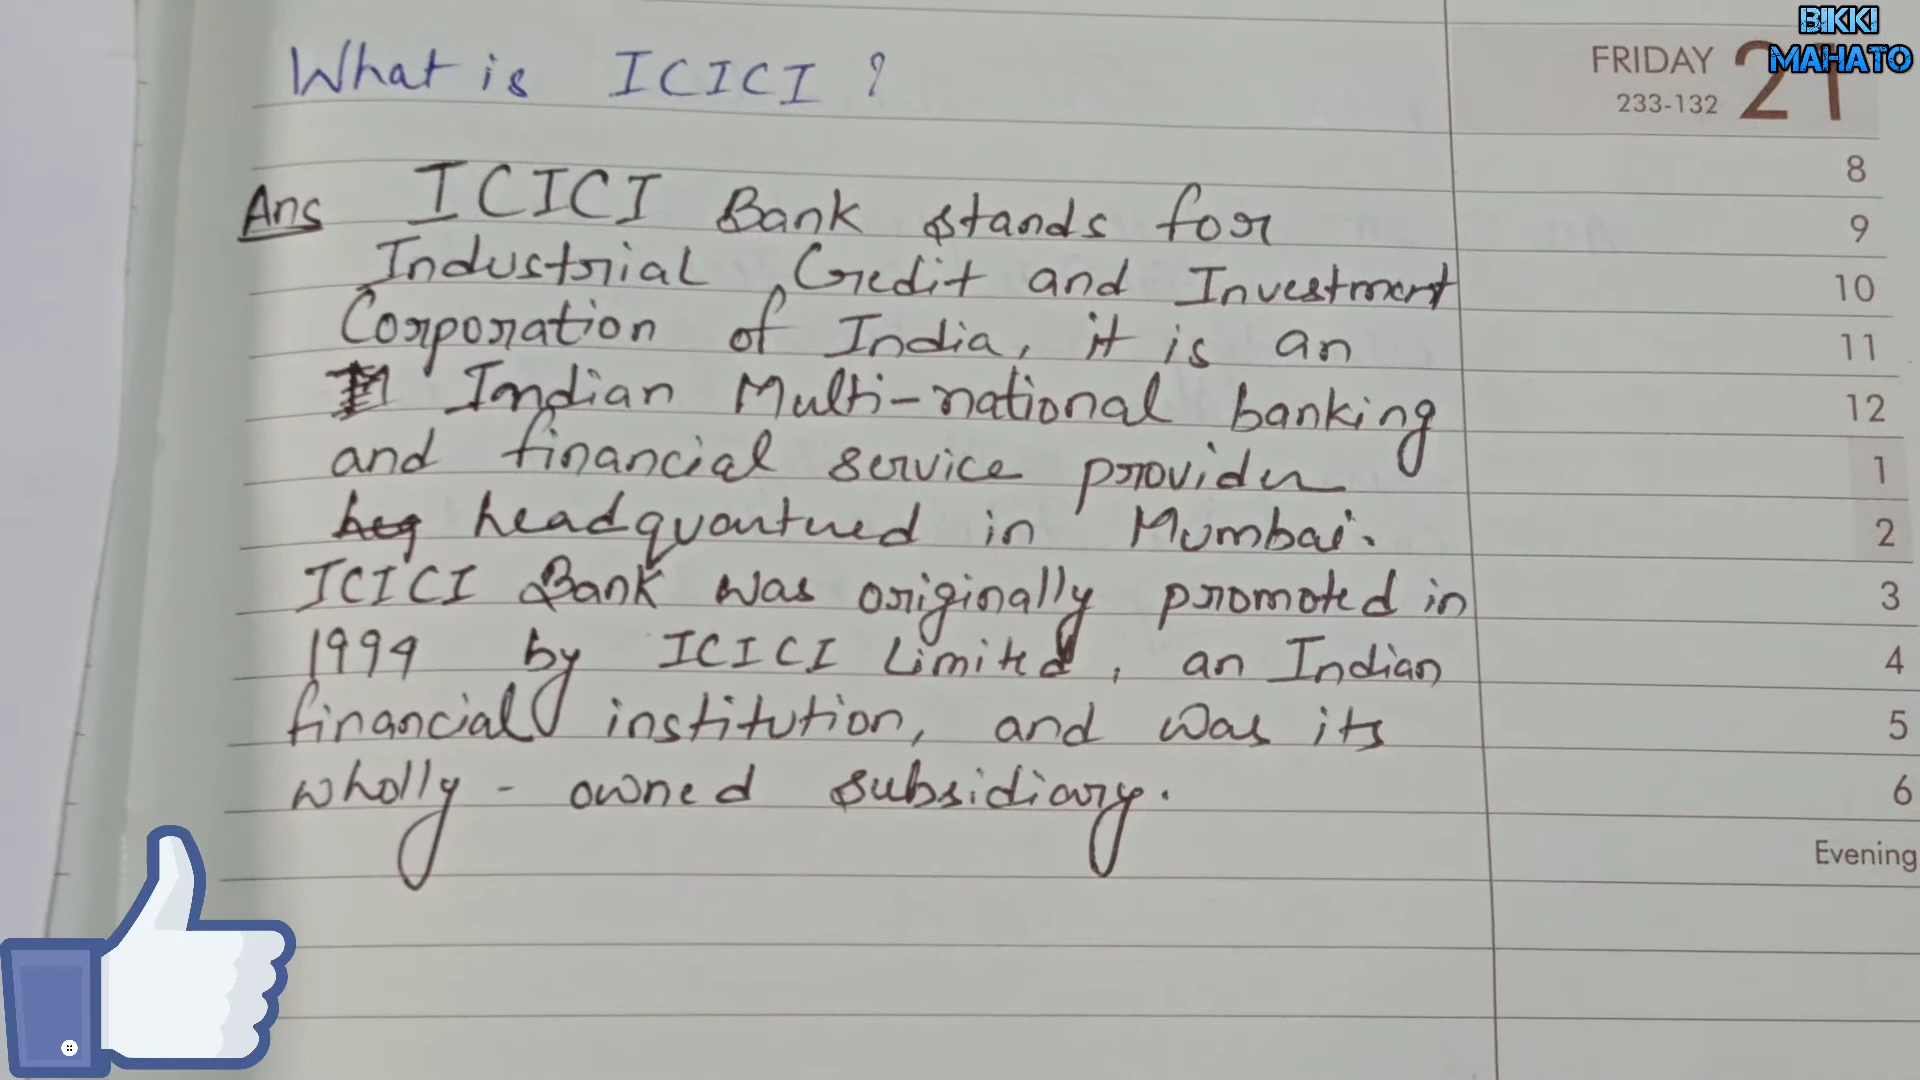 BIKKI
MAHATO
FRIDAY 21
233-132
What is ICICI ?
Ans ICICI Bank stands for
Industrial Credit and Investment
Corporation of India, it is an
Indian Multi-national banking
and financial service provider
heq headquartered in Mumbai.
ICICI Bank was originally promoted in
1994 by ICICI Limited, an Indian
financial institution, and was its
wholly - owned subsidiary.
8
9
10
11
12
1
2
3
4
5
6
Evening